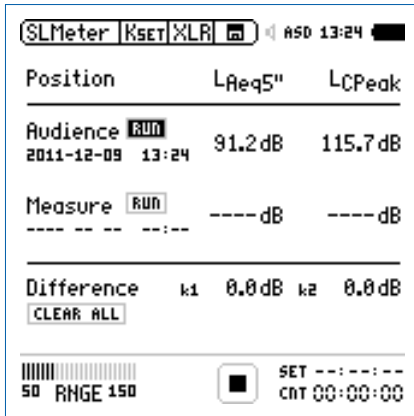 SLMeter KSET XLR ASD 13:24
Position LAeq5" LCPeak
Audience RUN 91.2dB 115.7dB
2011-12-09 13:24
Measure RUN ----dB ----dB
---- -- -- --:--
Difference k1 0.0dB k2 0.0dB
CLEAR ALL
SET --:--:--
50 RNGE 150 CNT 00:00:00